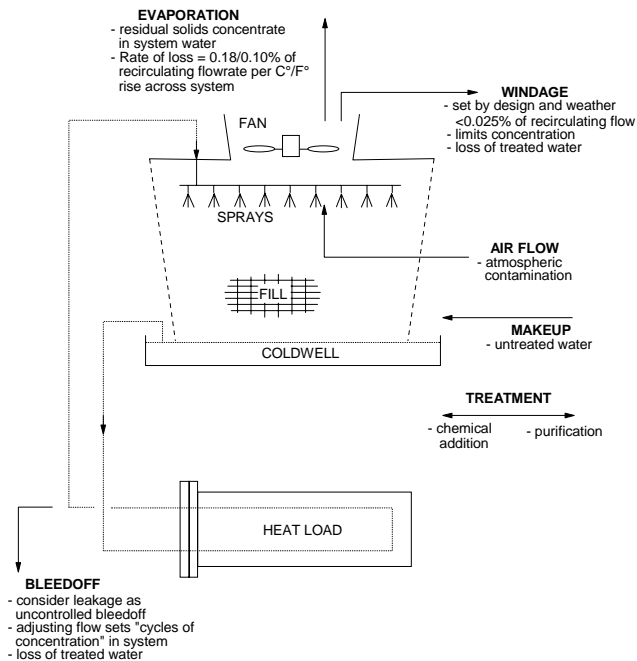 EVAPORATION
- residual solids concentrate
in system water
- Rate of loss = 0.18/0.10% of
recirculating flowrate per C°/F°
rise across system
WINDAGE
- set by design and weather
<0.025% of recirculating flow
- limits concentration
- loss of treated water
FAN
SPRAYS
AIR FLOW
- atmospheric
contamination
FILL
MAKEUP
- untreated water
COLDWELL
TREATMENT
- chemical
addition
- purification
HEAT LOAD
BLEEDOFF
- consider leakage as
uncontrolled bleedoff
- adjusting flow sets "cycles of
concentration" in system
- loss of treated water